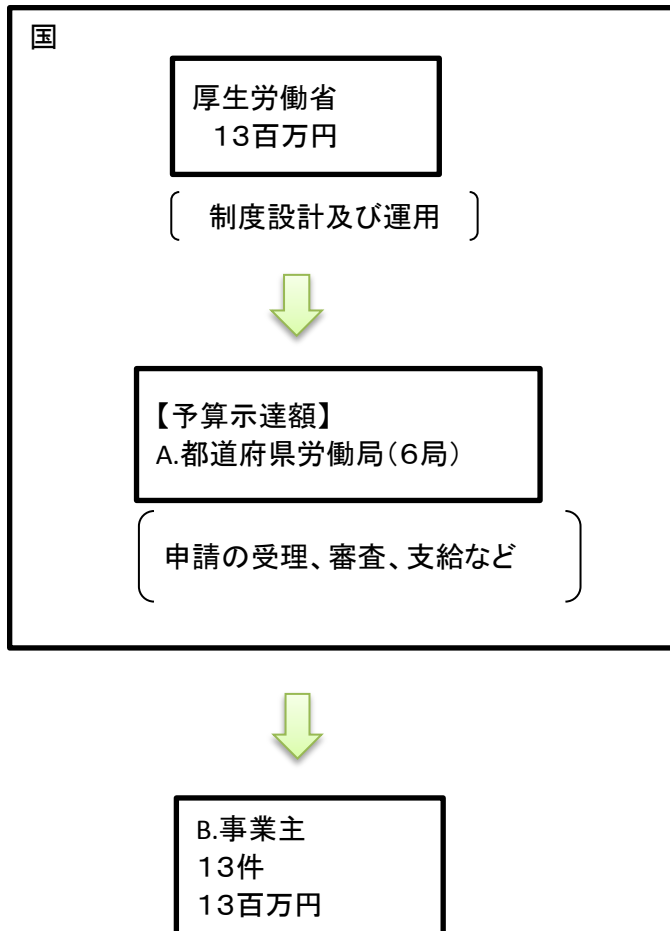 国
厚生労働省
13百万円
制度設計及び運用
【予算示達額】
A.都道府県労働局(6局)
申請の受理、審査、支給など
B.事業主
13件
13百万円